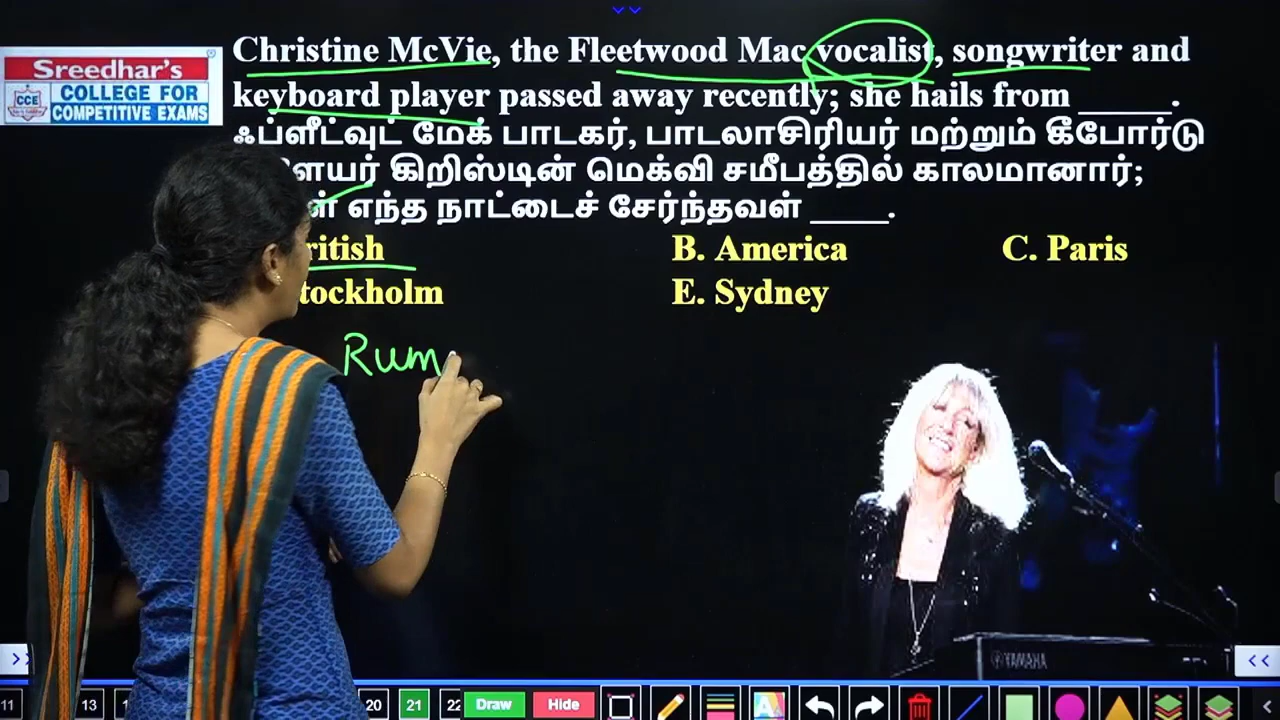 Sreedhar's
CCE
COLLEGE FOR
COMPETITIVE EXAMS
Christine McVie, the Fleetwood Mac vocalist, songwriter and
keyboard player passed away recently; she hails from _____.
ஃப்ளீட்வுட் மேக் பாடகர், பாடலாசிரியர் மற்றும் கீபோர்டு
கிறிஸ்டின் மெக்வி சமீபத்தில் காலமானார்;
எந்த நாட்டைச் சேர்ந்தவள் _____.
ritish B. America C. Paris
tockholm E. Sydney
Rum
YAMAHA
11 13 1 20 21 22 Draw Hide